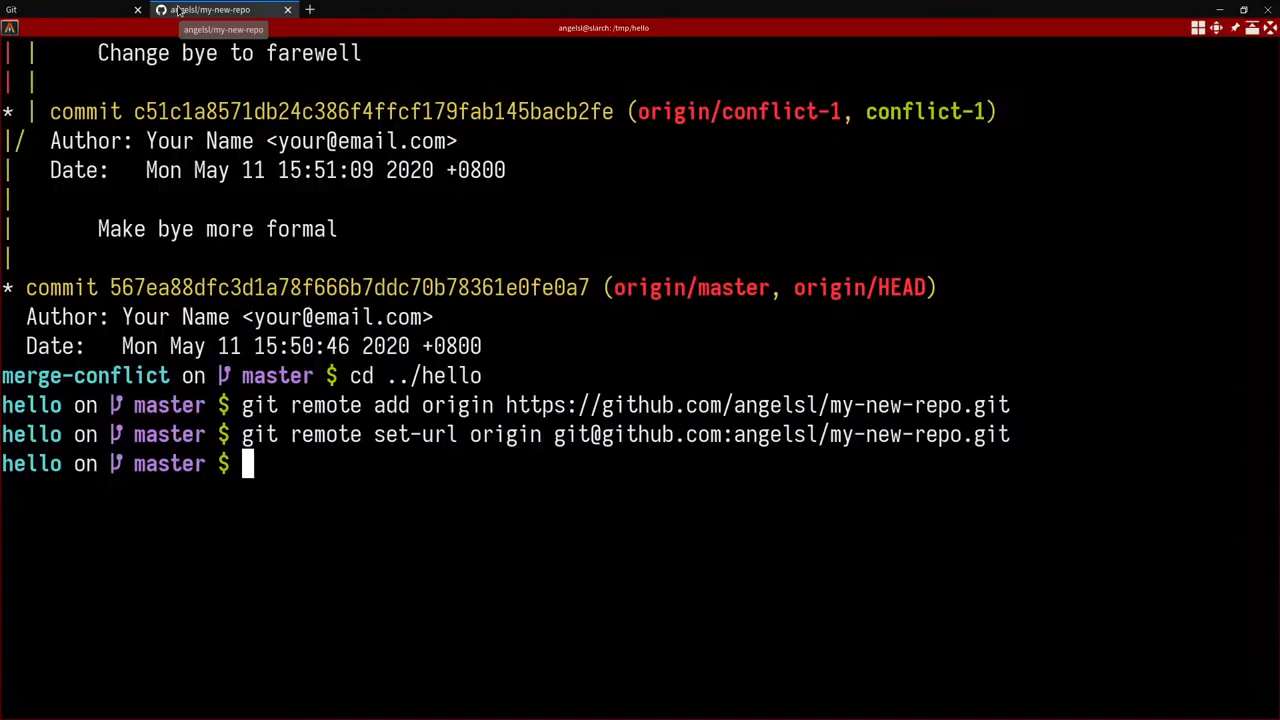 Git
angelsl/my-new-repo
angelsl/my-new-repo
angelsl@slarch: /tmp/hello
| | Change bye to farewell
| |
* | commit c51c1a8571db24c386f4ffcf179fab145bacb2fe (origin/conflict-1, conflict-1)
|/ Author: Your Name <your@email.com>
| Date: Mon May 11 15:51:09 2020 +0800
|
| Make bye more formal
|
* commit 567ea88dfc3d1a78f666b7ddc70b78361e0fe0a7 (origin/master, origin/HEAD)
Author: Your Name <your@email.com>
Date: Mon May 11 15:50:46 2020 +0800
merge-conflict on master $ cd ../hello
hello on master $ git remote add origin https://github.com/angelsl/my-new-repo.git
hello on master $ git remote set-url origin git@github.com:angelsl/my-new-repo.git
hello on master $